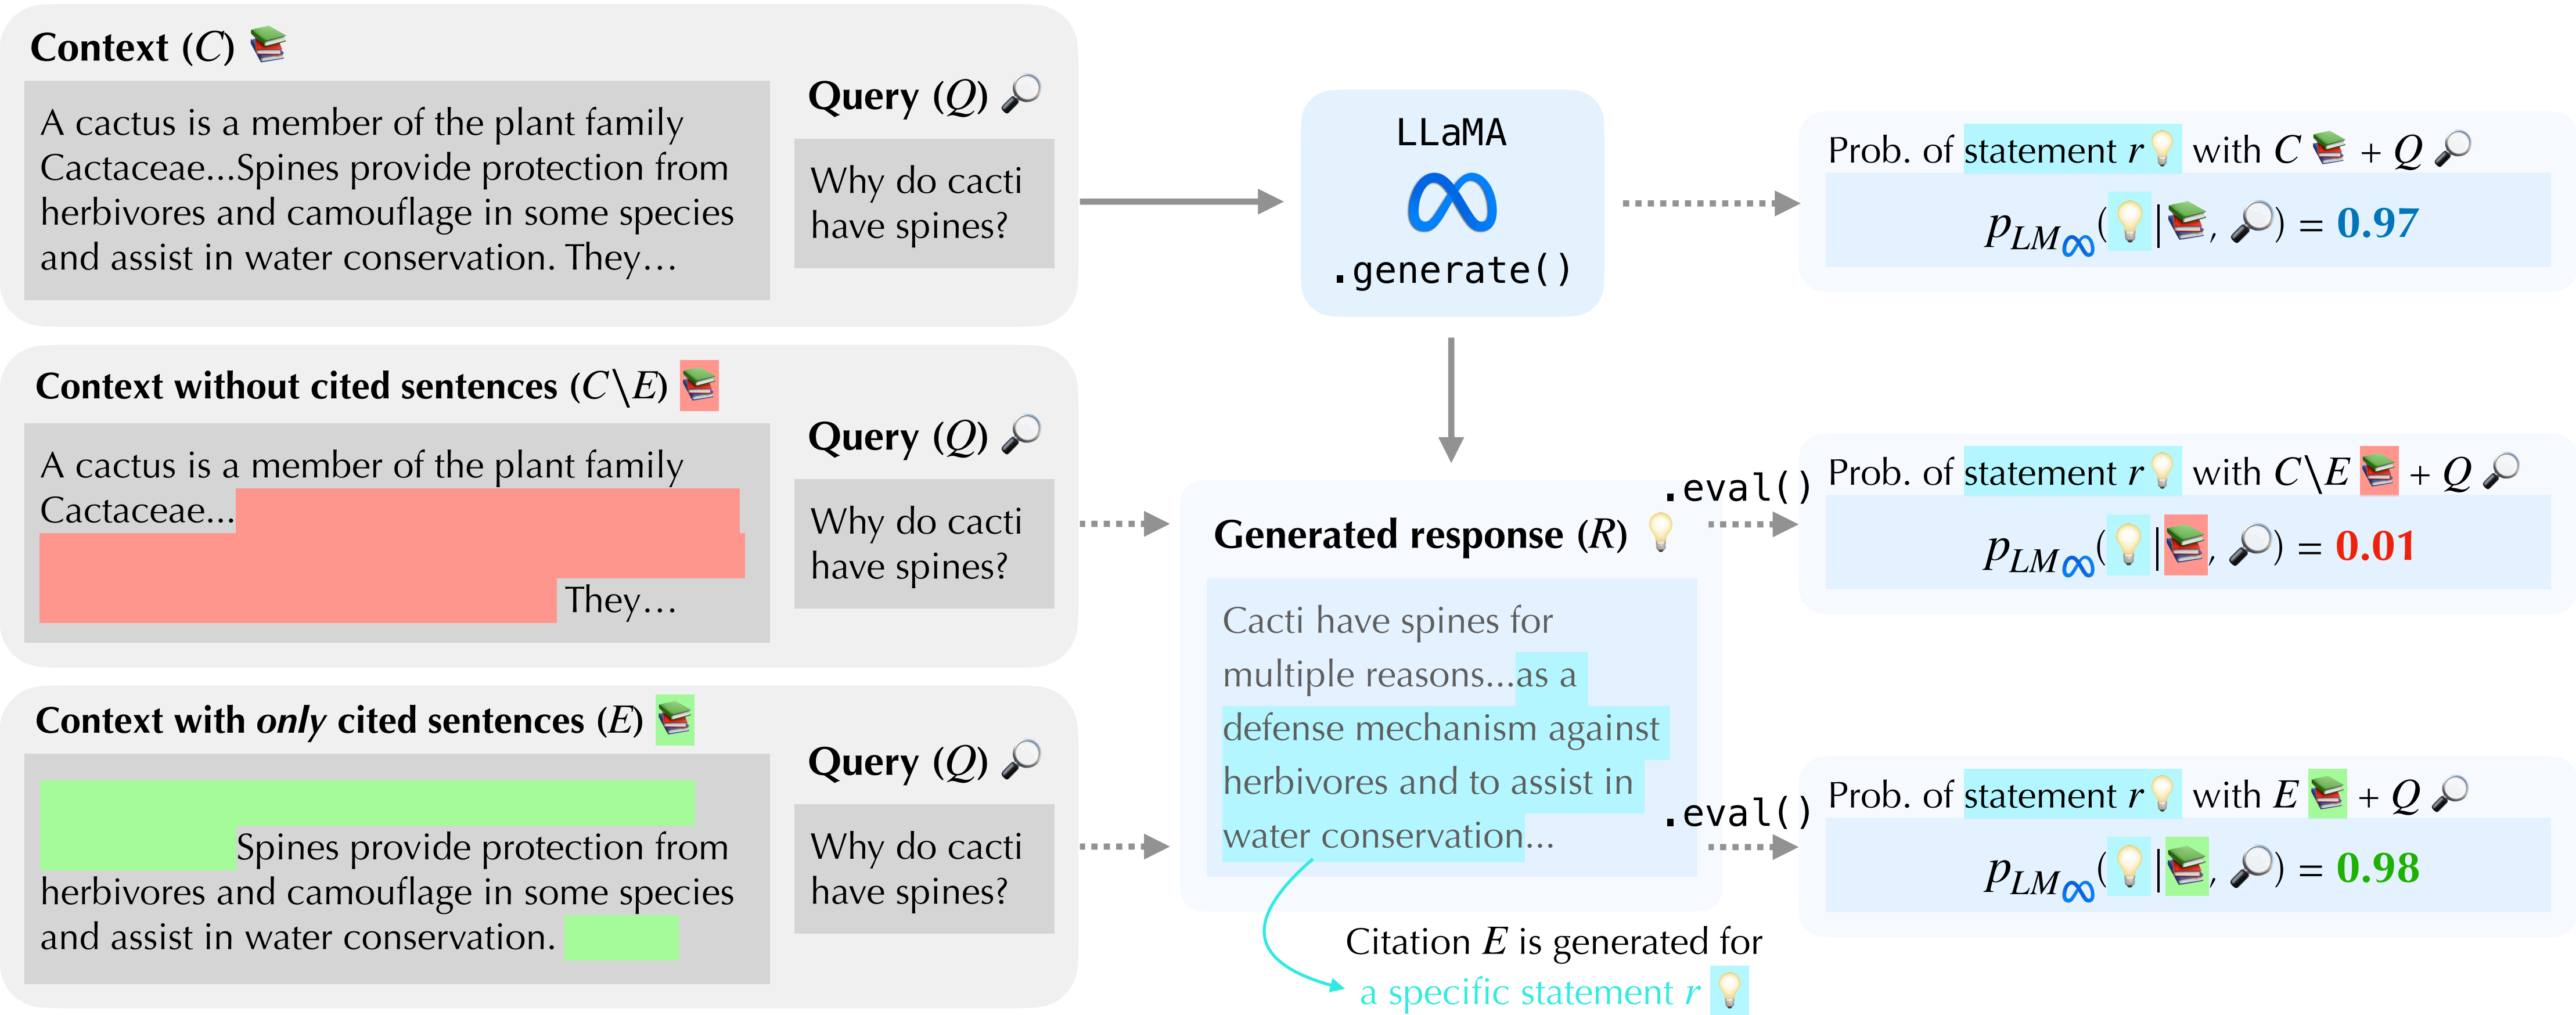 Context (C)
A cactus is a member of the plant family
Cactaceae...Spines provide protection from
herbivores and camouflage in some species
and assist in water conservation. They…
Query (Q)
Why do cacti
have spines?
LLaMA
.generate()
Prob. of statement r with C + Q
pLM(|, ) = 0.97
Context without cited sentences (C\E)
A cactus is a member of the plant family
Cactaceae...
They…
Query (Q)
Why do cacti
have spines?
Generated response (R)
Cacti have spines for
multiple reasons...as a
defense mechanism against
herbivores and to assist in
water conservation...
.eval()
Prob. of statement r with C\E + Q
pLM(|, ) = 0.01
Context with only cited sentences (E)
Spines provide protection from
herbivores and camouflage in some species
and assist in water conservation.
Query (Q)
Why do cacti
have spines?
.eval()
Prob. of statement r with E + Q
pLM(|, ) = 0.98
Citation E is generated for
a specific statement r